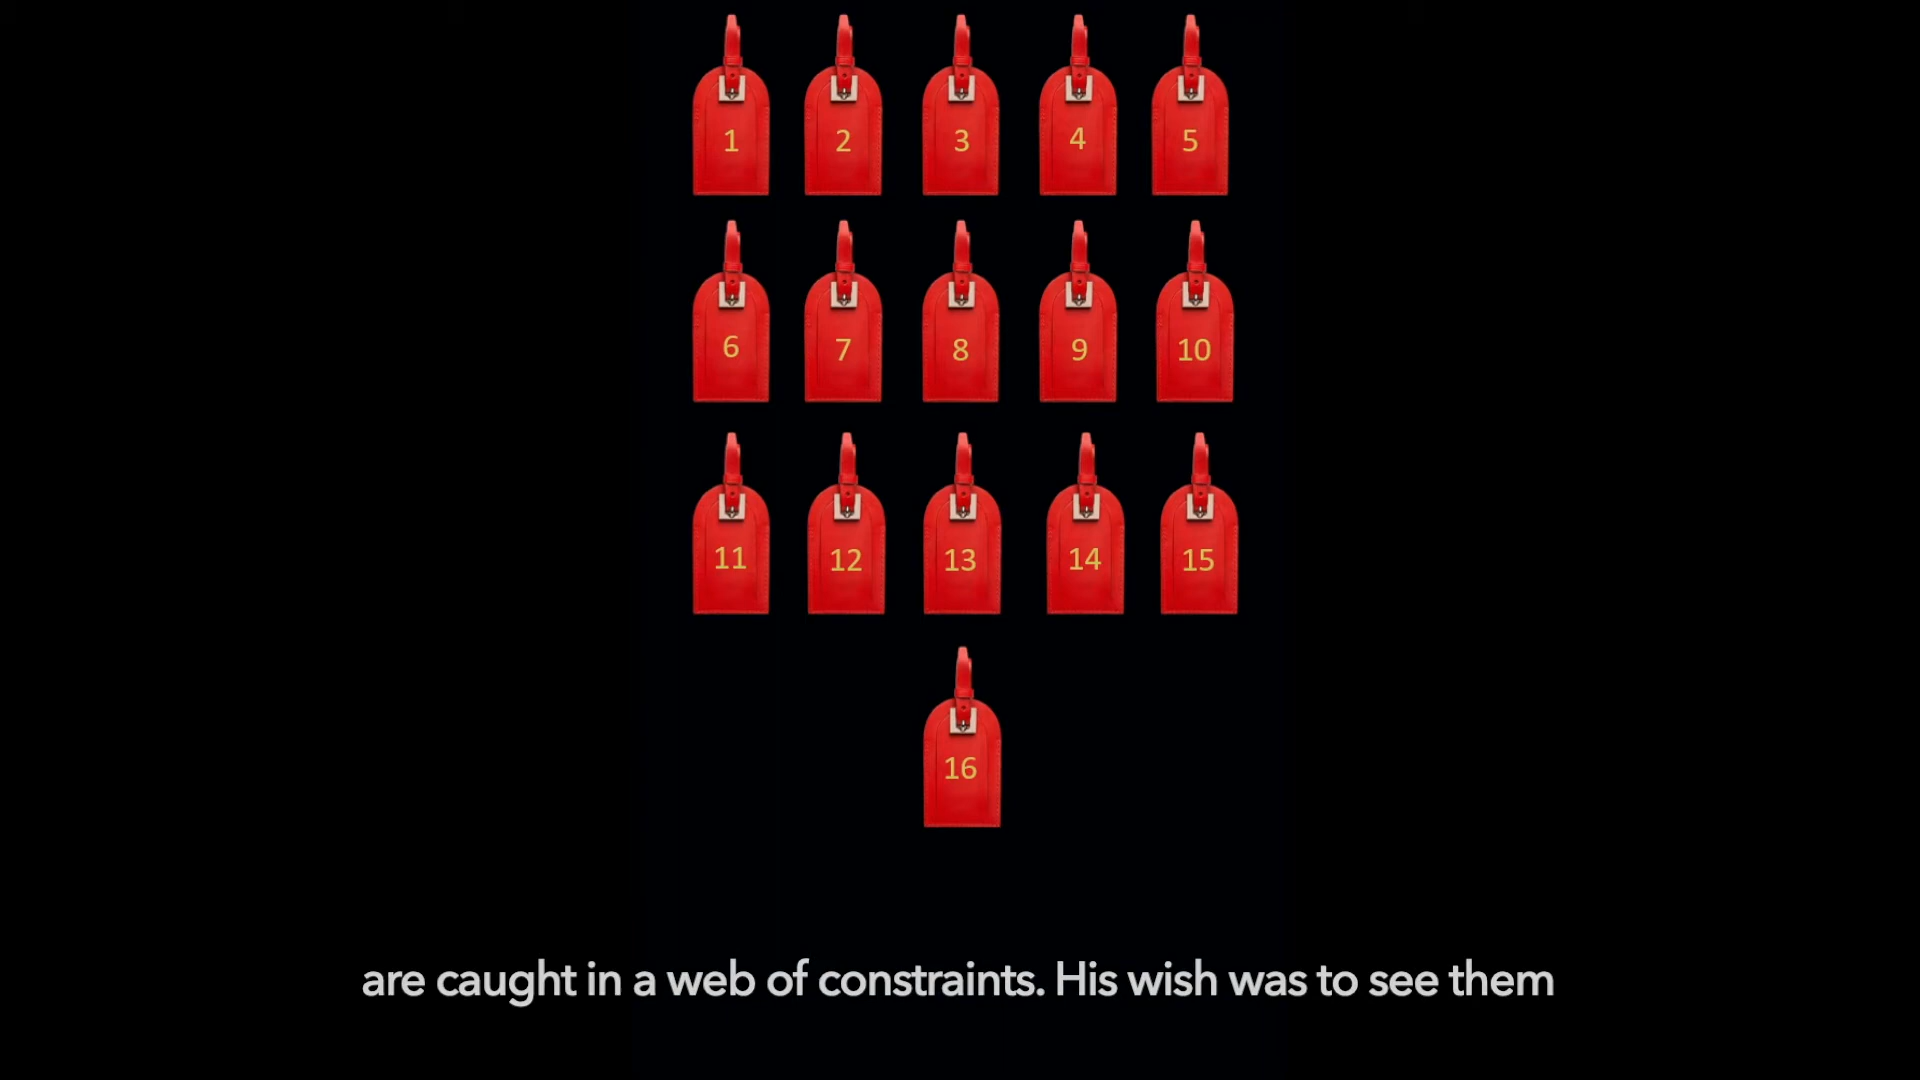 1 2 3 4 5
6 7 8 9 10
11 12 13 14 15
16
are caught in a web of constraints. His wish was to see them